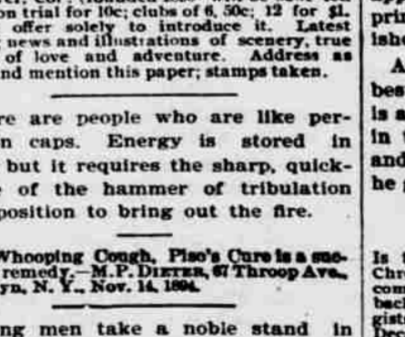 on trial for 10c; clubs of 6, 50c; 12 for $1.
offer solely to introduce it. Latest
news and illustrations of scenery, true
of love and adventure. Address as
nd mention this paper; stamps taken.
re are people who are like per-
n caps. Energy is stored in
but it requires the sharp, quick-
e of the hammer of tribulation
position to bring out the fire.
Whooping Cough, Piso's Cure is a suc-
remedy.—M. P. DIETER, 67 Throop Ave.,
yn, N. Y., Nov. 14, 1894.
ng men take a noble stand in
prin
ishe
A
bes
is a
in
and
he
Is
Chr
com
back
gist
Dec